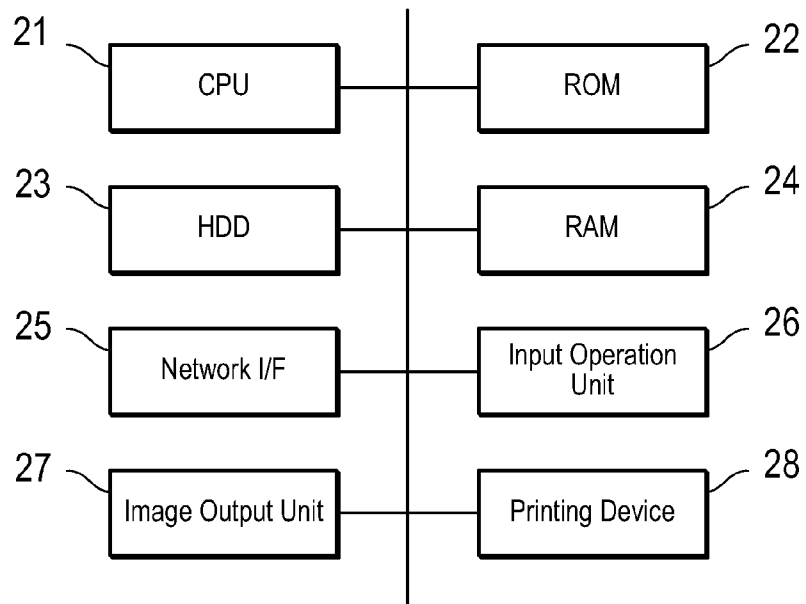 21
CPU
ROM
22
23
HDD
RAM
24
25
Network I/F
Input Operation
Unit
26
27
Image Output Unit
Printing Device
28